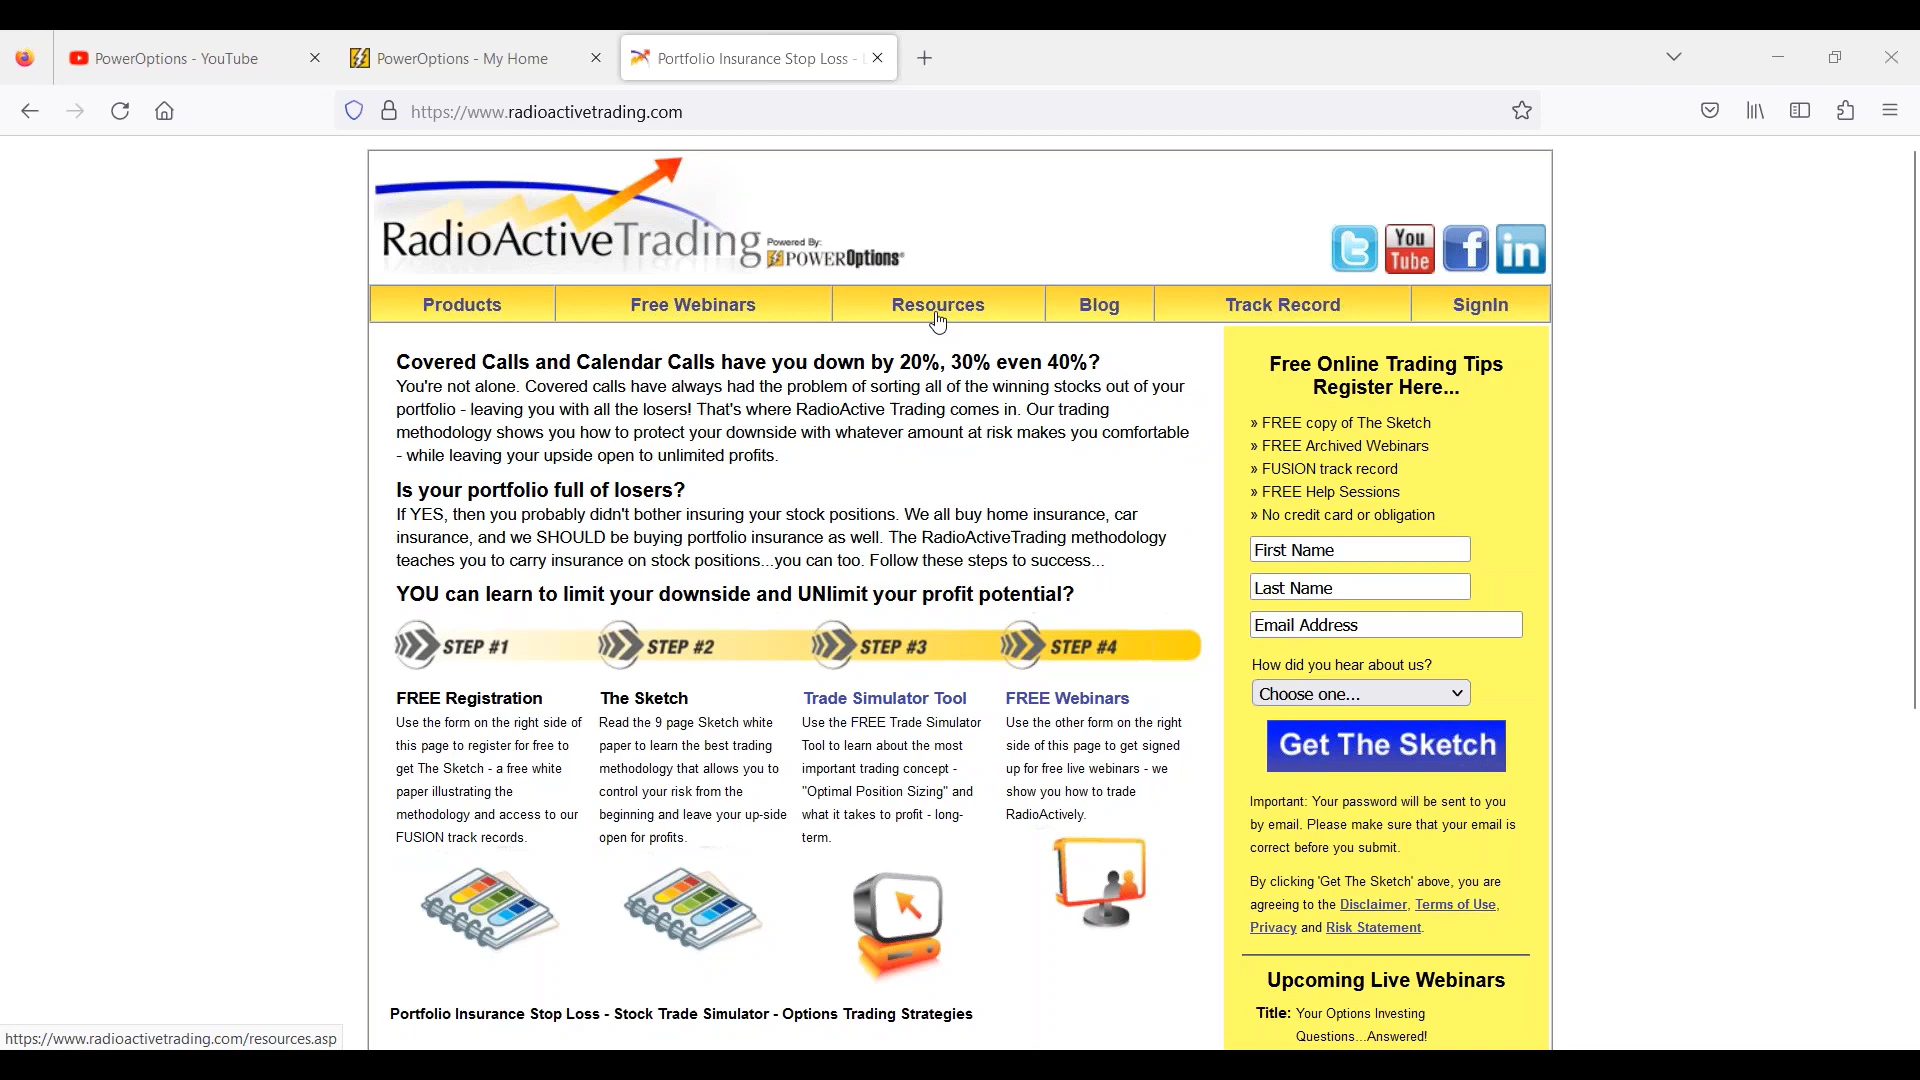 PowerOptions - YouTube
PowerOptions - My Home
Portfolio Insurance Stop Loss -
https://www.radioactivetrading.com
RadioActiveTrading Powered By: POWEROptions®
You Tube
Products Free Webinars Resources Blog Track Record SignIn
Covered Calls and Calendar Calls have you down by 20%, 30% even 40%?
You're not alone. Covered calls have always had the problem of sorting all of the winning stocks out of your
portfolio - leaving you with all the losers! That's where RadioActive Trading comes in. Our trading
methodology shows you how to protect your downside with whatever amount at risk makes you comfortable
- while leaving your upside open to unlimited profits.
Is your portfolio full of losers?
If YES, then you probably didn't bother insuring your stock positions. We all buy home insurance, car
insurance, and we SHOULD be buying portfolio insurance as well. The RadioActiveTrading methodology
teaches you to carry insurance on stock positions...you can too. Follow these steps to success...
YOU can learn to limit your downside and UNlimit your profit potential?
STEP #1 STEP #2 STEP #3 STEP #4
FREE Registration
Use the form on the right side of
this page to register for free to
get The Sketch - a free white
paper illustrating the
methodology and access to our
FUSION track records.
The Sketch
Read the 9 page Sketch white
paper to learn the best trading
methodology that allows you to
control your risk from the
beginning and leave your up-side
open for profits.
Trade Simulator Tool
Use the FREE Trade Simulator
Tool to learn about the most
important trading concept -
"Optimal Position Sizing" and
what it takes to profit - long-
term.
FREE Webinars
Use the other form on the right
side of this page to get signed
up for free live webinars - we
show you how to trade
RadioActively.
Portfolio Insurance Stop Loss - Stock Trade Simulator - Options Trading Strategies
Free Online Trading Tips
Register Here...
» FREE copy of The Sketch
» FREE Archived Webinars
» FUSION track record
» FREE Help Sessions
» No credit card or obligation
First Name
Last Name
Email Address
How did you hear about us?
Choose one...
Get The Sketch
Important: Your password will be sent to you
by email. Please make sure that your email is
correct before you submit.
By clicking 'Get The Sketch' above, you are
agreeing to the Disclaimer, Terms of Use,
Privacy and Risk Statement.
Upcoming Live Webinars
Title: Your Options Investing
Questions...Answered!
https://www.radioactivetrading.com/resources.asp